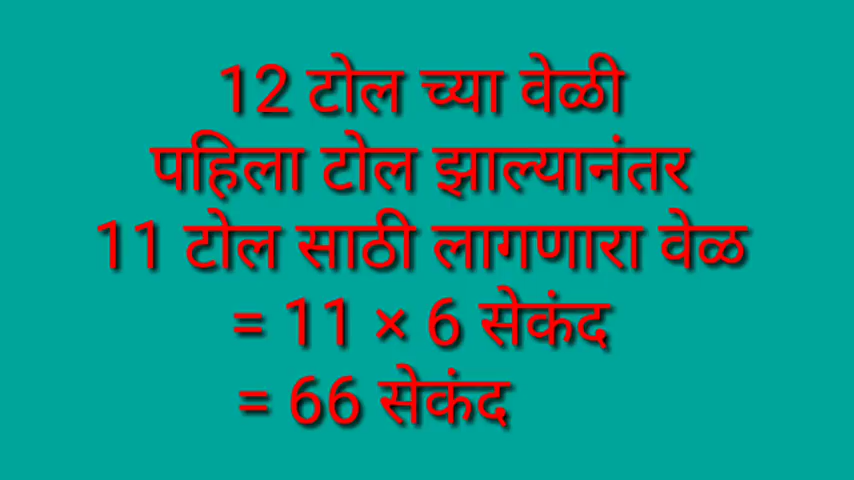 12 टोल च्या वेळी
पहिला टोल झाल्यानंतर
11 टोल साठी लागणारा वेळ
= 11 × 6 सेकंद
= 66 सेकंद